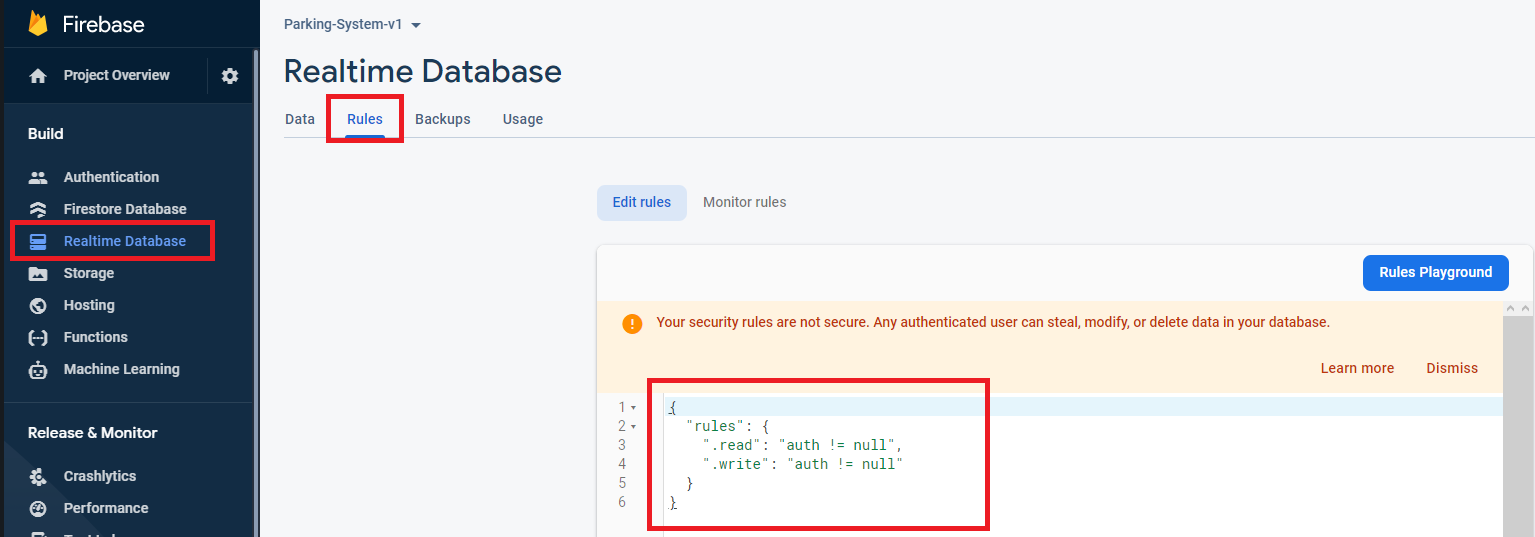 Firebase
Project Overview
Build
Authentication
Firestore Database
Realtime Database
Storage
Hosting
Functions
Machine Learning
Release & Monitor
Crashlytics
Performance
Parking-System-v1
Realtime Database
Data Rules Backups Usage
Edit rules Monitor rules
Rules Playground
Your security rules are not secure. Any authenticated user can steal, modify, or delete data in your database.
Learn more Dismiss
1 {
2 "rules": {
3 ".read": "auth != null",
4 ".write": "auth != null"
5 }
6 }